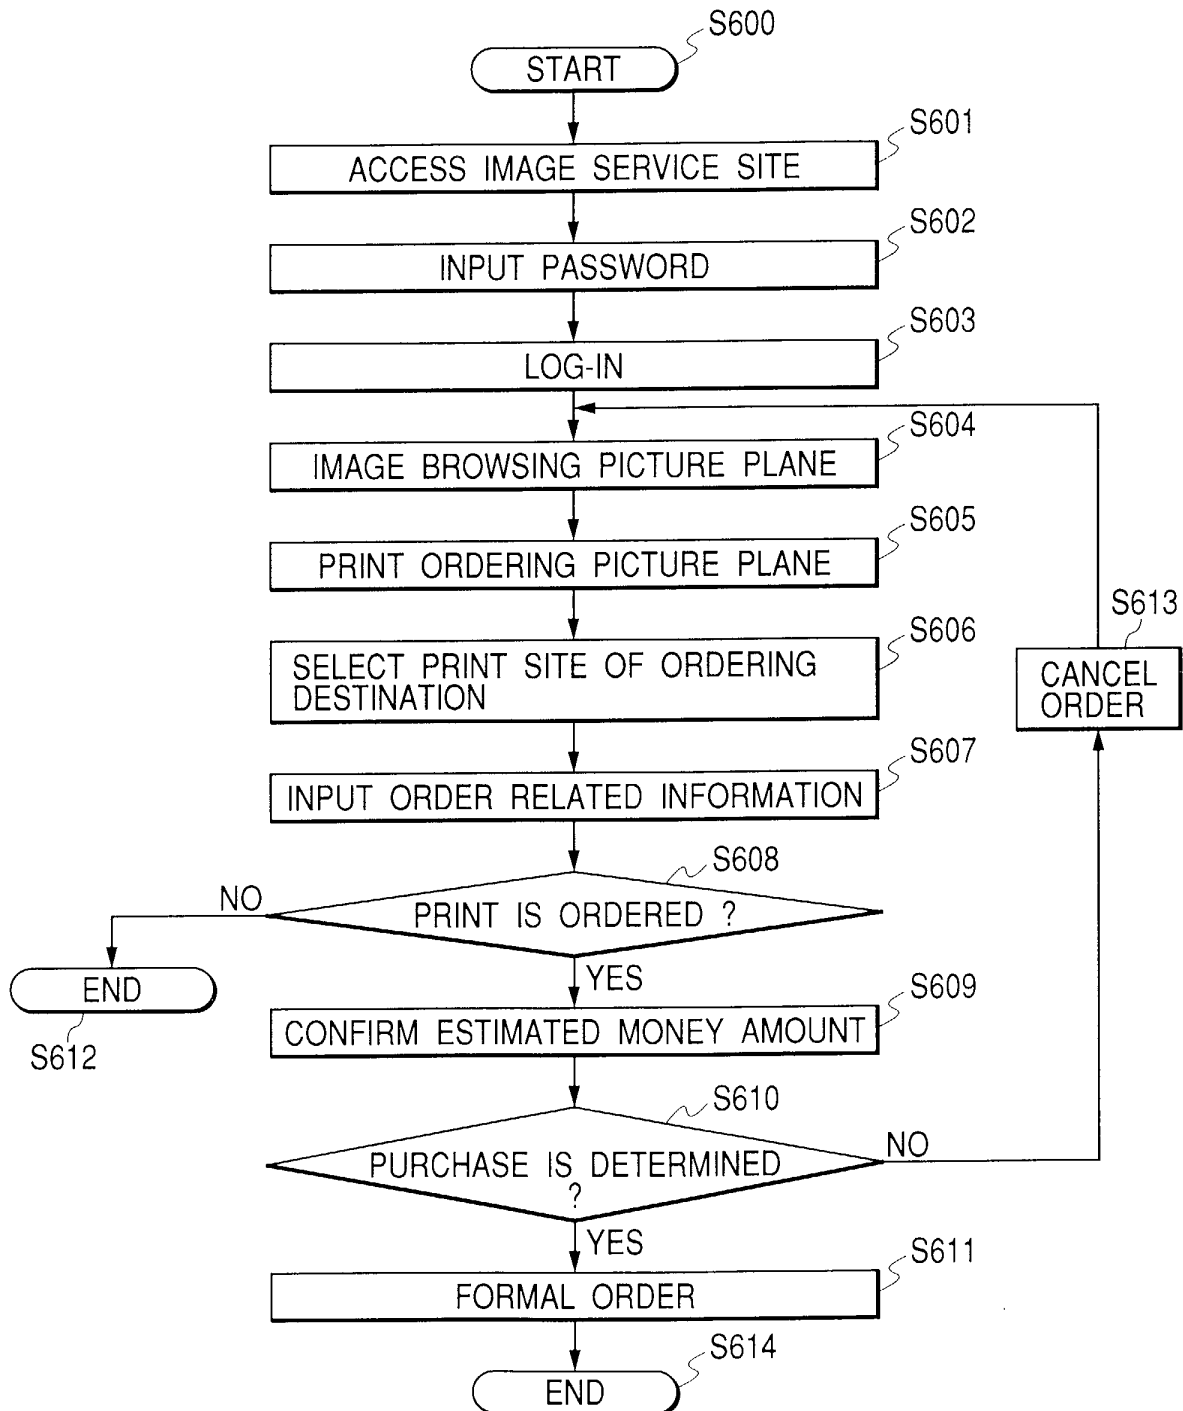 S600
START
S601
ACCESS IMAGE SERVICE SITE
S602
INPUT PASSWORD
S603
LOG-IN
S604
IMAGE BROWSING PICTURE PLANE
S605
PRINT ORDERING PICTURE PLANE
S606
SELECT PRINT SITE OF ORDERING
DESTINATION
S613
CANCEL
ORDER
S607
INPUT ORDER RELATED INFORMATION
S608
NO
PRINT IS ORDERED ?
END
S612
YES
S609
CONFIRM ESTIMATED MONEY AMOUNT
S610
NO
PURCHASE IS DETERMINED
?
YES
S611
FORMAL ORDER
S614
END